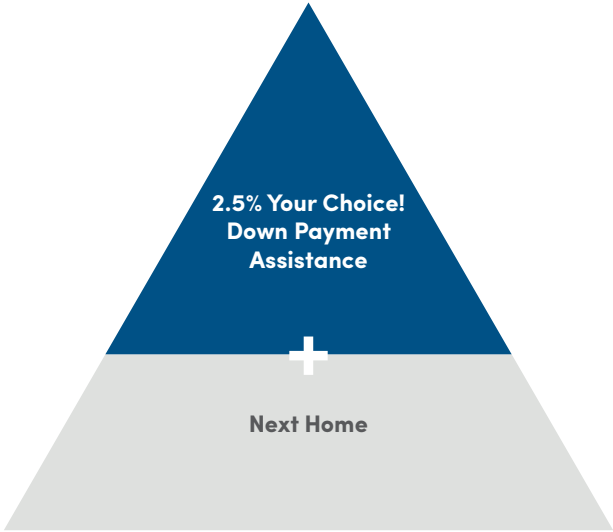 2.5% Your Choice!
Down Payment
Assistance
+
Next Home